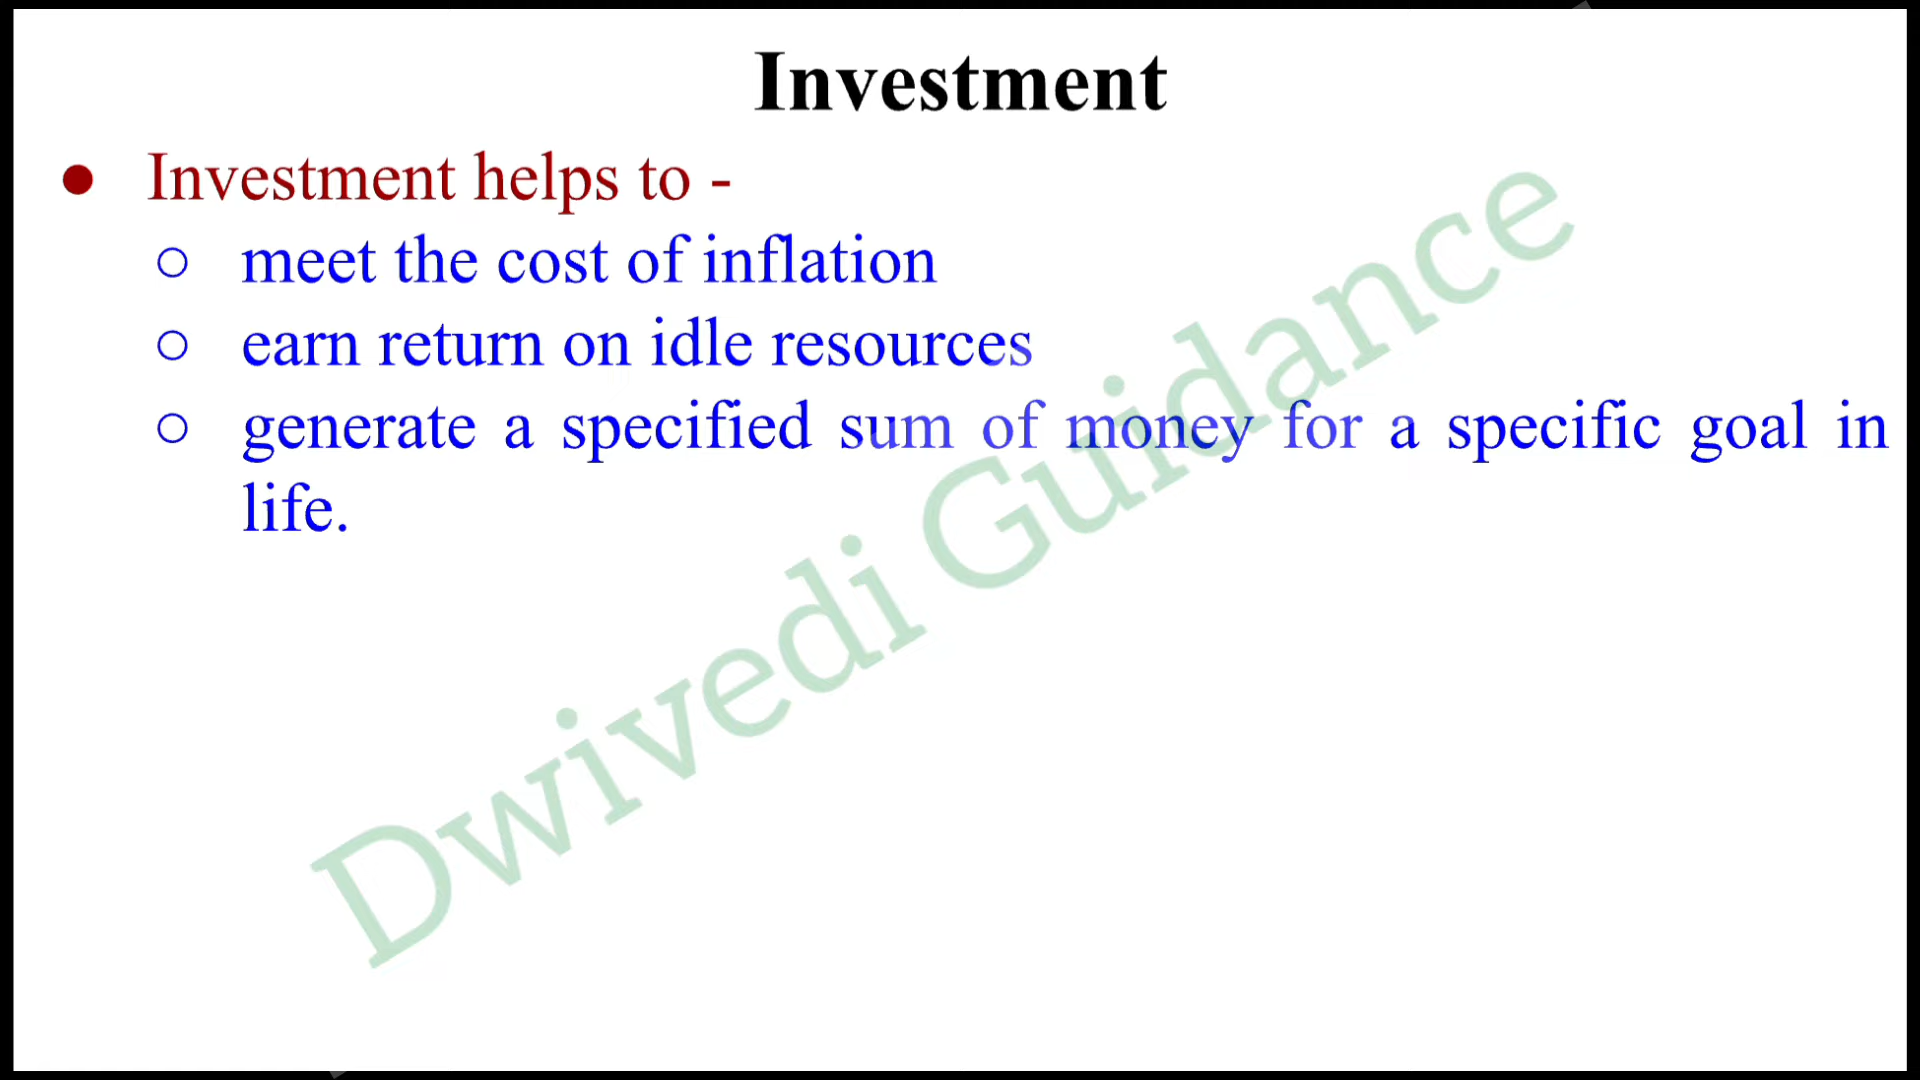 Investment
● Investment helps to -
○ meet the cost of inflation
○ earn return on idle resources
○ generate a specified sum of money for a specific goal in
life.
Dwivedi Guidance